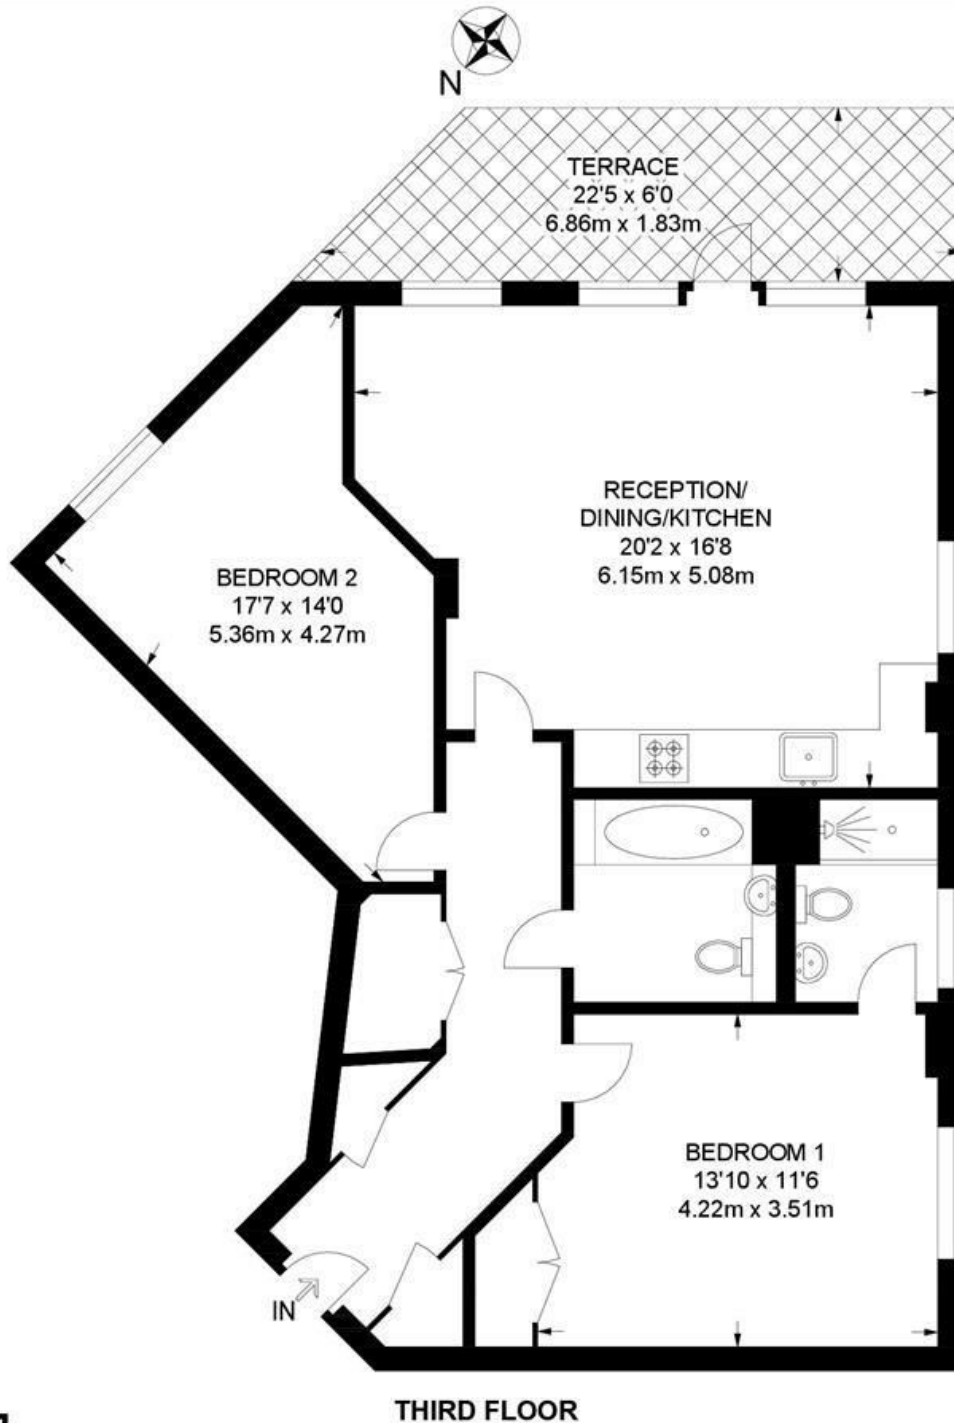 N
TERRACE
22'5 x 6'0
6.86m x 1.83m
RECEPTION/
DINING/KITCHEN
20'2 x 16'8
6.15m x 5.08m
BEDROOM 2
17'7 x 14'0
5.36m x 4.27m
BEDROOM 1
13'10 x 11'6
4.22m x 3.51m
IN
THIRD FLOOR